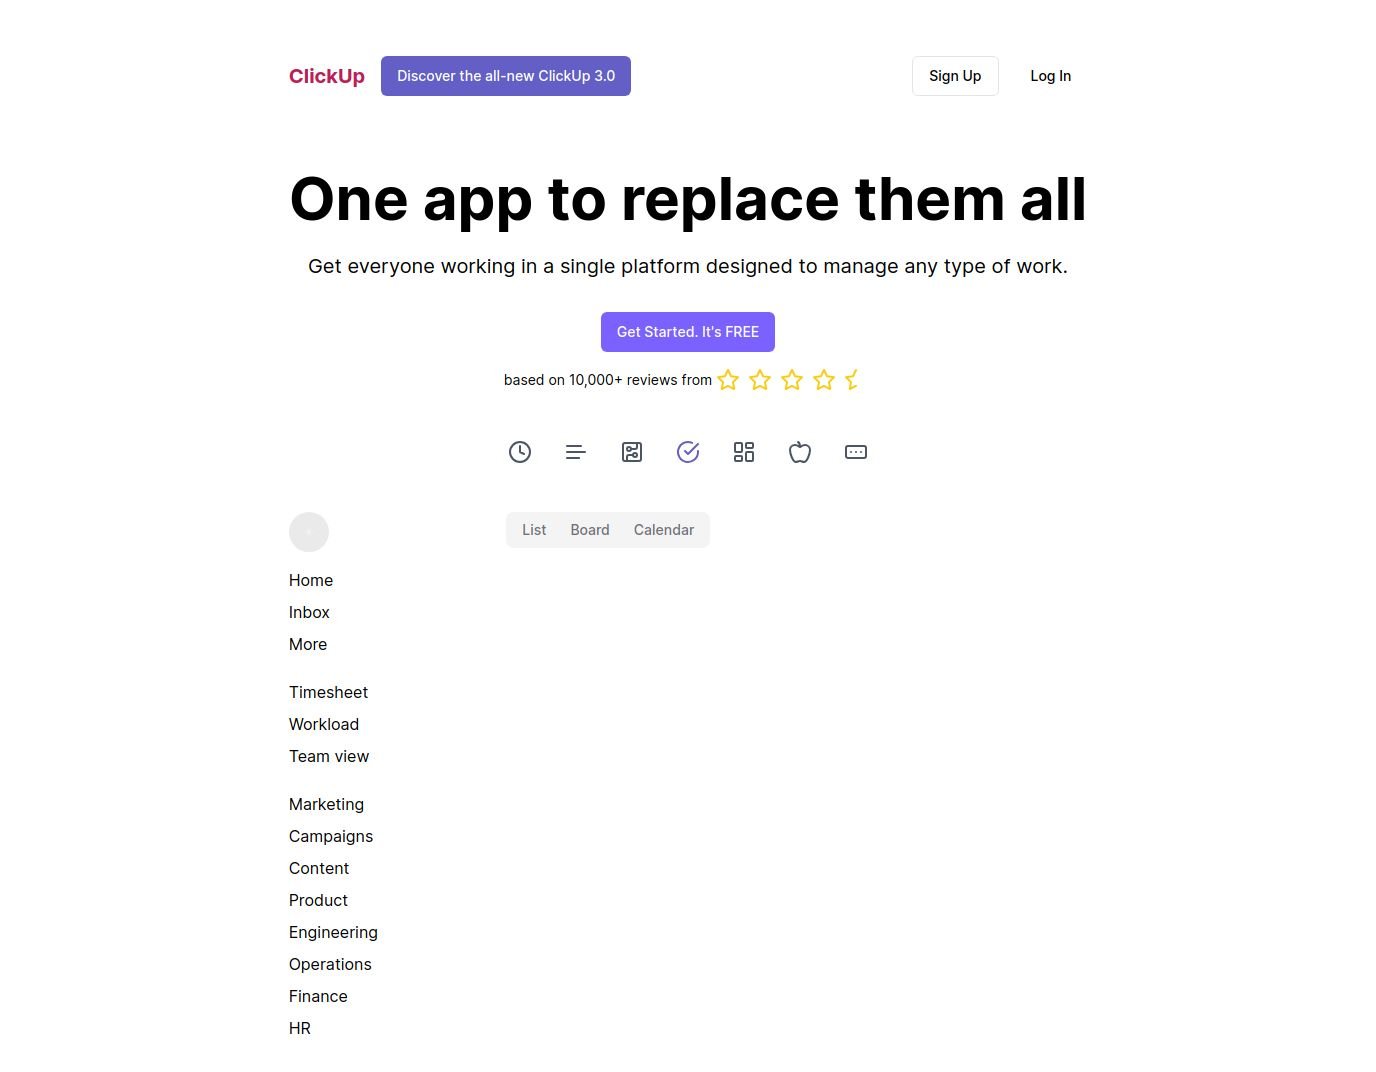 ClickUp Discover the all-new ClickUp 3.0 Sign Up Log In
One app to replace them all
Get everyone working in a single platform designed to manage any type of work.
Get Started. It's FREE
based on 10,000+ reviews from
List Board Calendar
Home
Inbox
More
Timesheet
Workload
Team view
Marketing
Campaigns
Content
Product
Engineering
Operations
Finance
HR